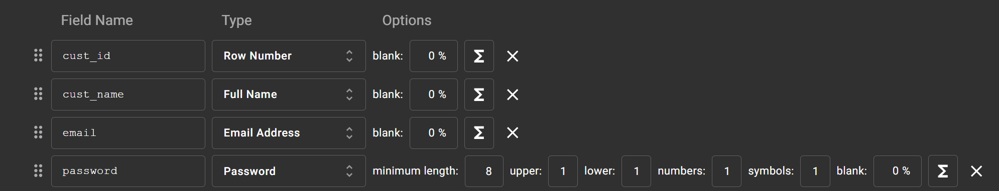 Field Name Type Options
cust_id Row Number blank: 0 % Σ
cust_name Full Name blank: 0 % Σ
email Email Address blank: 0 % Σ
password Password minimum length: 8 upper: 1 lower: 1 numbers: 1 symbols: 1 blank: 0 % Σ